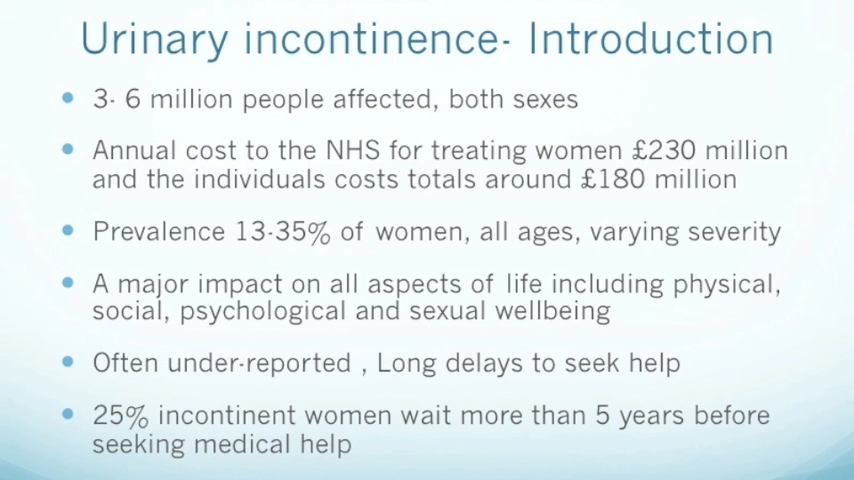 Urinary incontinence- Introduction
• 3- 6 million people affected, both sexes
• Annual cost to the NHS for treating women £230 million
and the individuals costs totals around £180 million
• Prevalence 13-35% of women, all ages, varying severity
• A major impact on all aspects of life including physical,
social, psychological and sexual wellbeing
• Often under-reported , Long delays to seek help
• 25% incontinent women wait more than 5 years before
seeking medical help